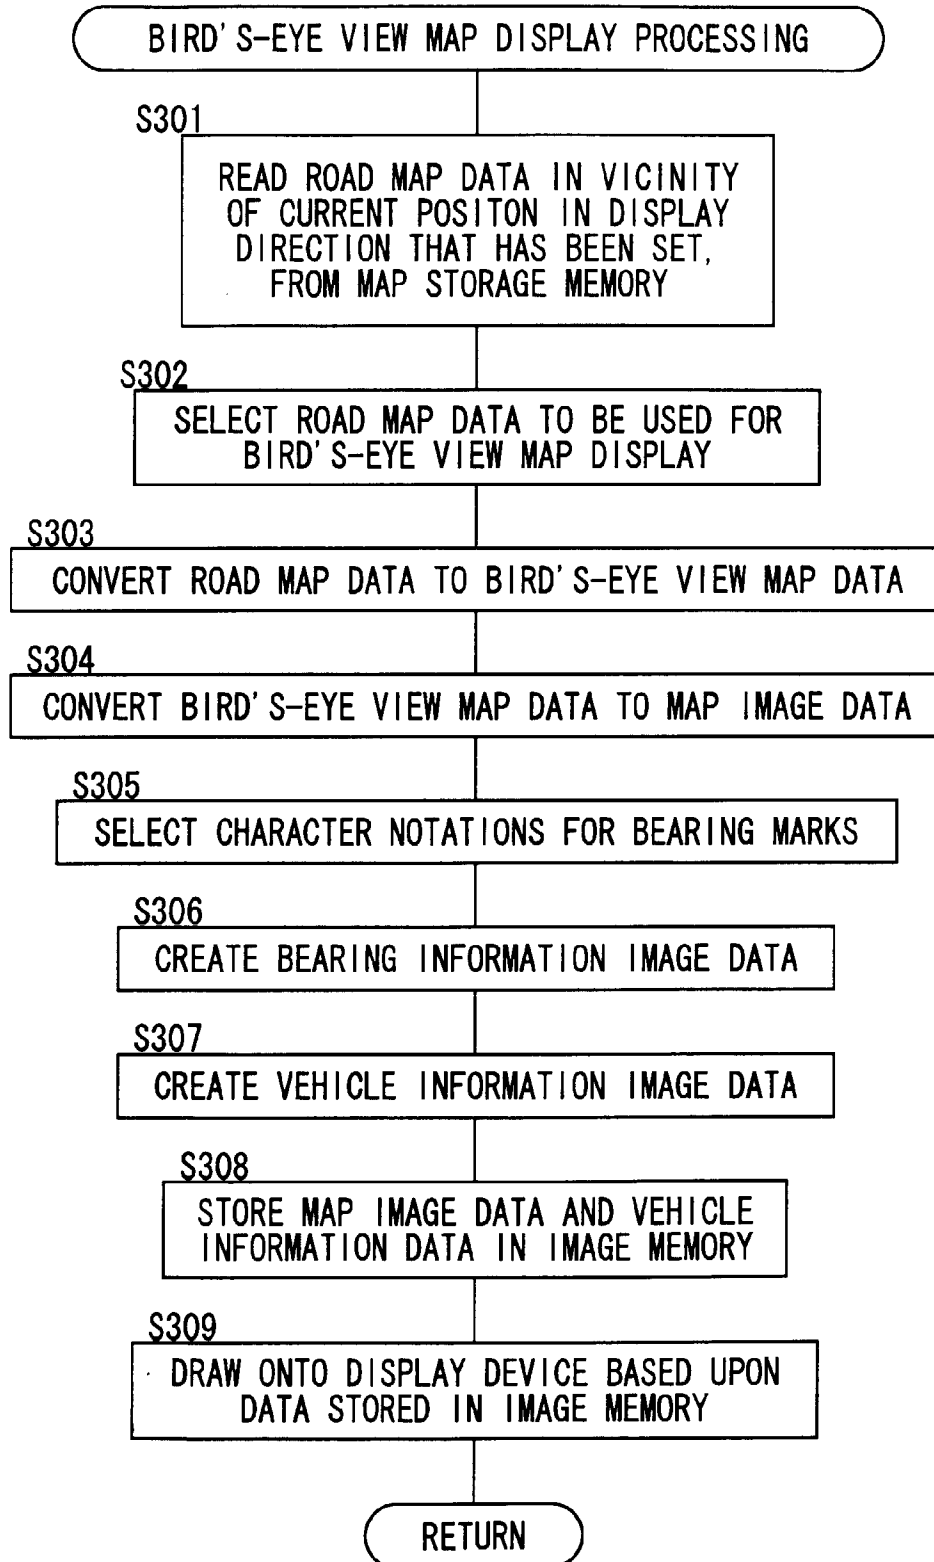 BIRD'S-EYE VIEW MAP DISPLAY PROCESSING
S301
READ ROAD MAP DATA IN VICINITY
OF CURRENT POSITON IN DISPLAY
DIRECTION THAT HAS BEEN SET,
FROM MAP STORAGE MEMORY
S302
SELECT ROAD MAP DATA TO BE USED FOR
BIRD'S-EYE VIEW MAP DISPLAY
S303
CONVERT ROAD MAP DATA TO BIRD'S-EYE VIEW MAP DATA
S304
CONVERT BIRD'S-EYE VIEW MAP DATA TO MAP IMAGE DATA
S305
SELECT CHARACTER NOTATIONS FOR BEARING MARKS
S306
CREATE BEARING INFORMATION IMAGE DATA
S307
CREATE VEHICLE INFORMATION IMAGE DATA
S308
STORE MAP IMAGE DATA AND VEHICLE
INFORMATION DATA IN IMAGE MEMORY
S309
DRAW ONTO DISPLAY DEVICE BASED UPON
DATA STORED IN IMAGE MEMORY
RETURN